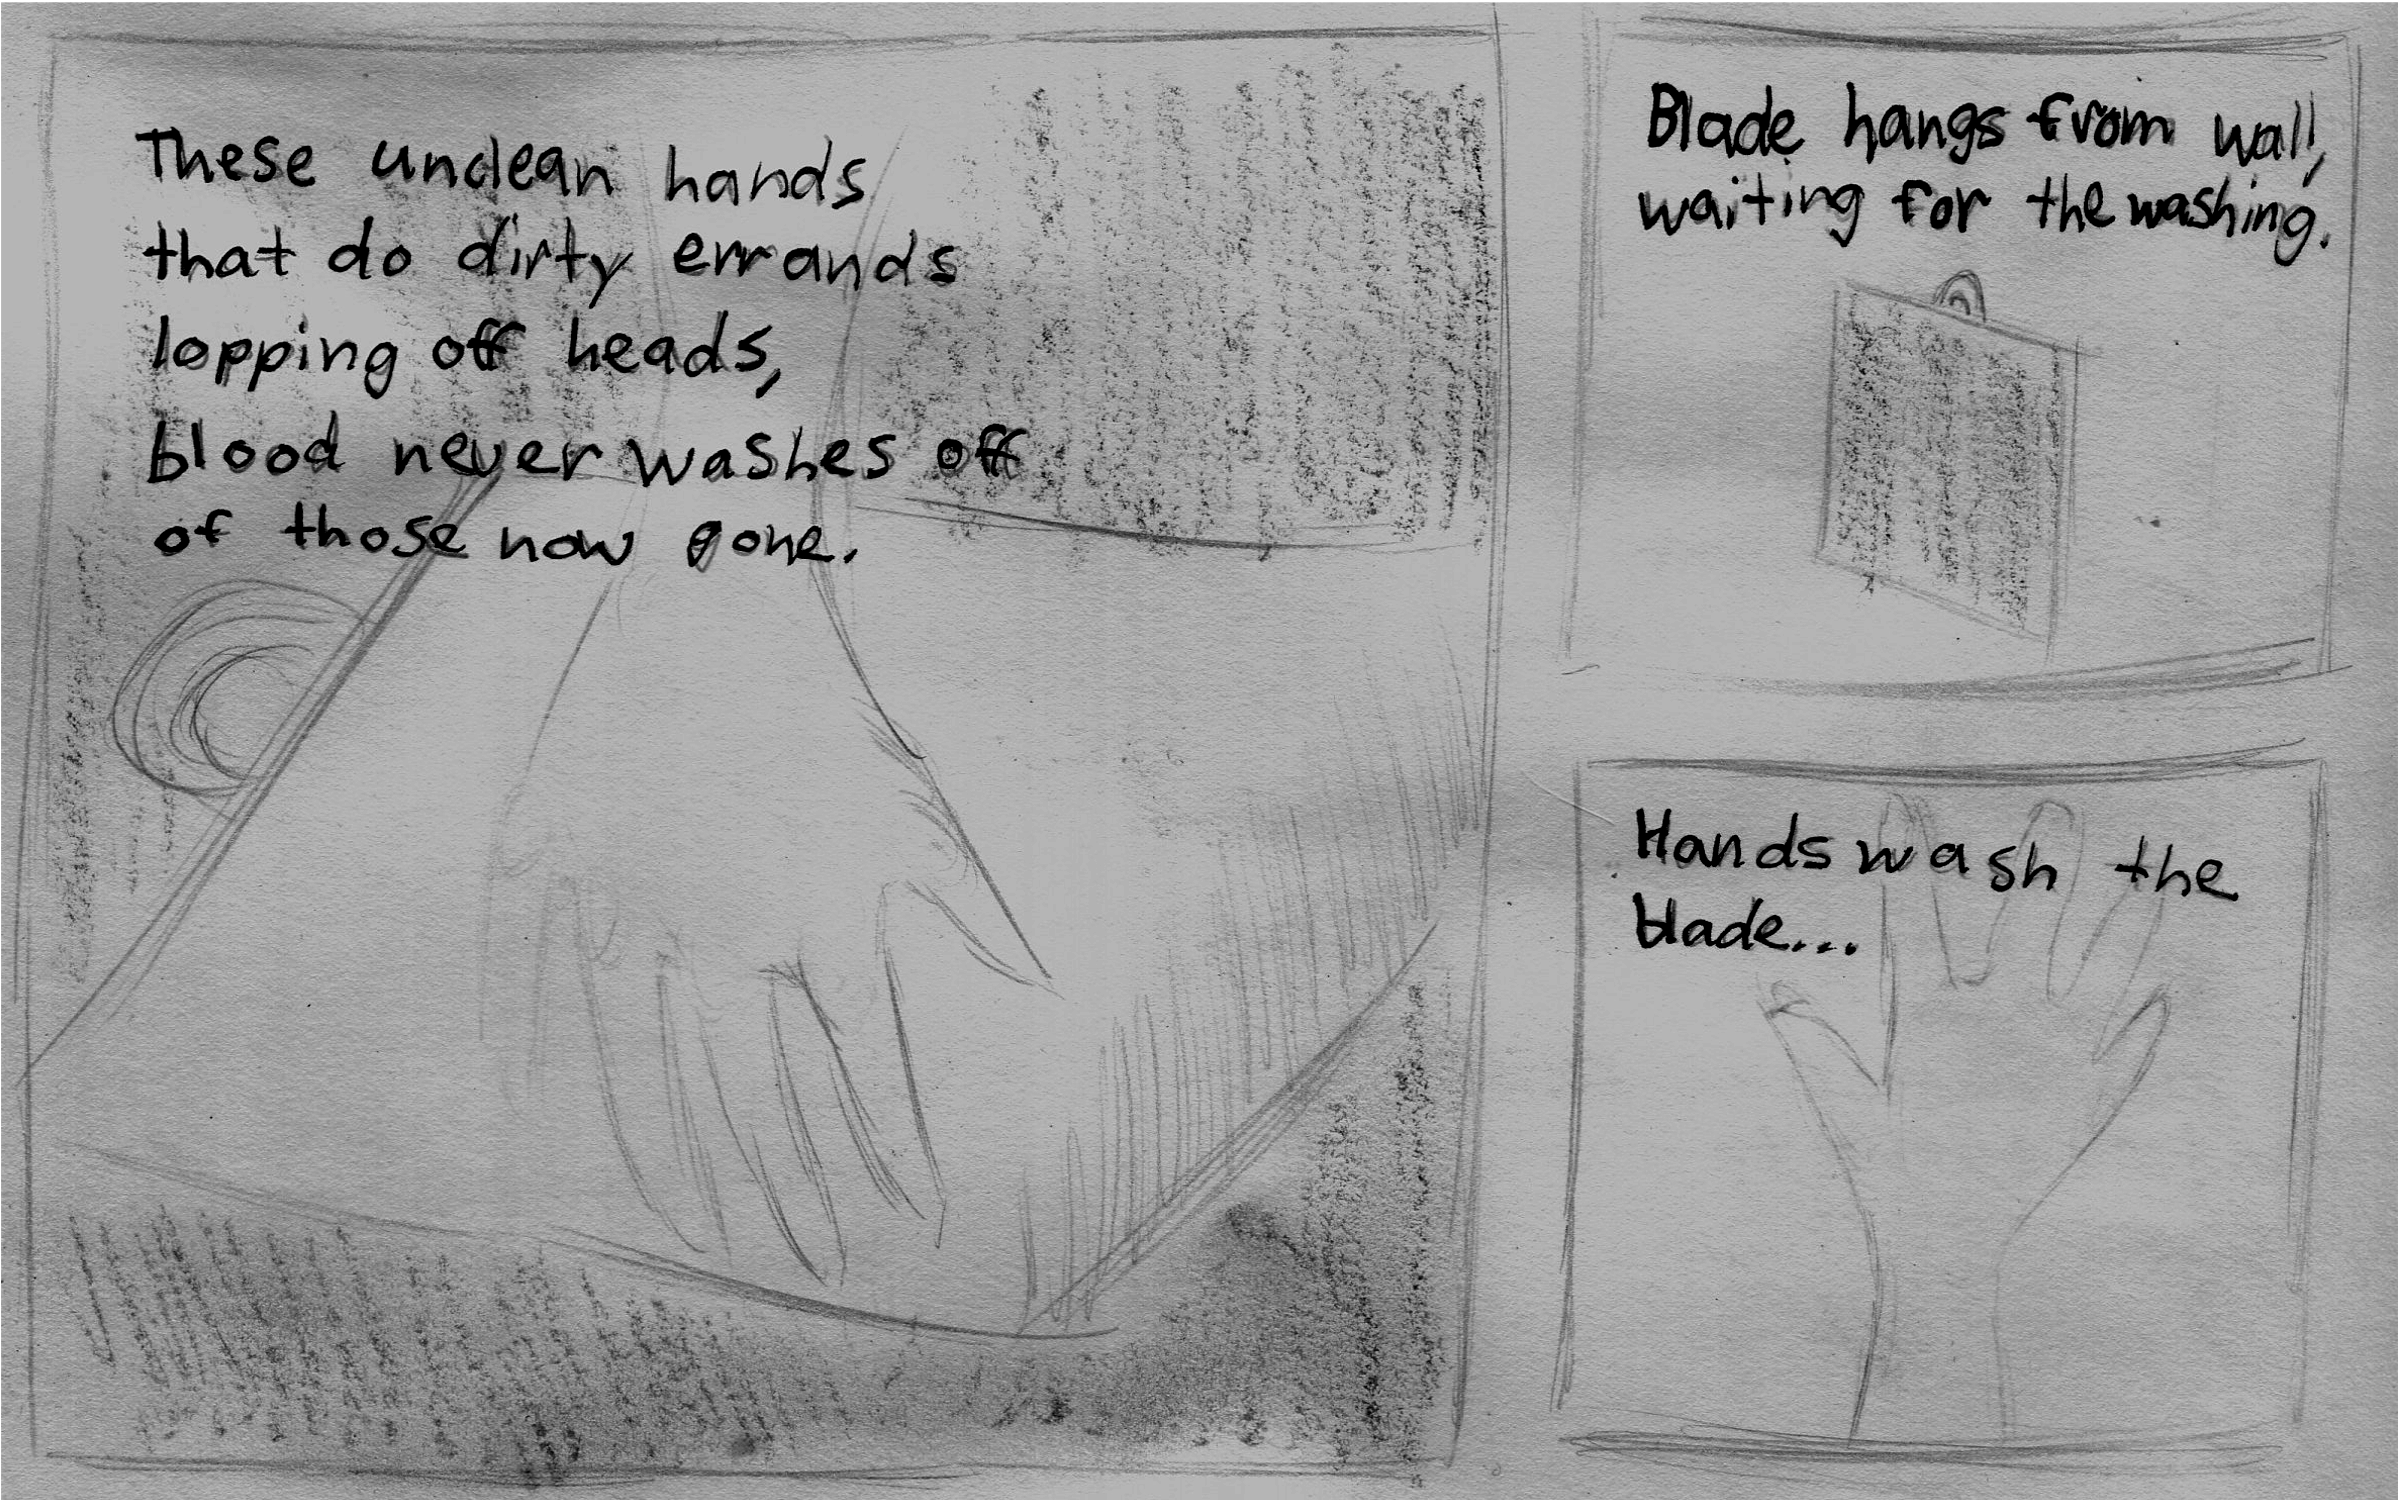 These unclean hands
that do dirty errands
lopping off heads,
blood never washes off
of those now gone.
Blade hangs from wall,
waiting for the washing.
Hands wash the
blade...